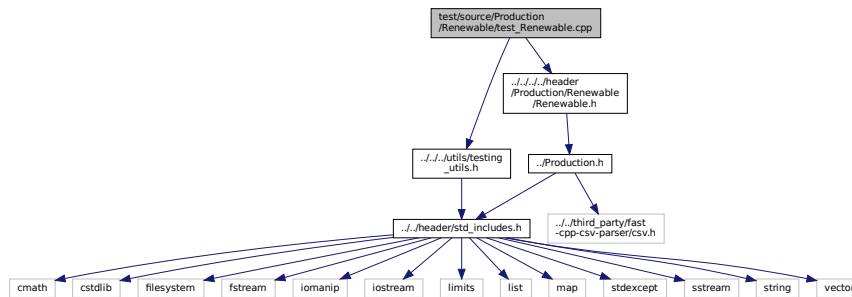 test/source/Production
/Renewable/test_Renewable.cpp
../../../../header
/Production/Renewable
/Renewable.h
../../../utils/testing
_utils.h
../Production.h
../../header/std_includes.h
../../third_party/fast
-cpp-csv-parser/csv.h
cmath
cstdlib
filesystem
fstream
iomanip
iostream
limits
list
map
stdexcept
sstream
string
vector